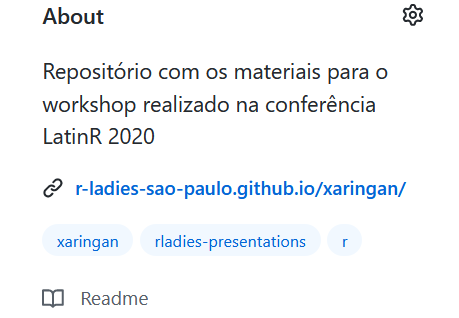 About
Repositório com os materiais para o
workshop realizado na conferência
LatinR 2020
r-ladies-sao-paulo.github.io/xaringan/
xaringan rladies-presentations r
Readme